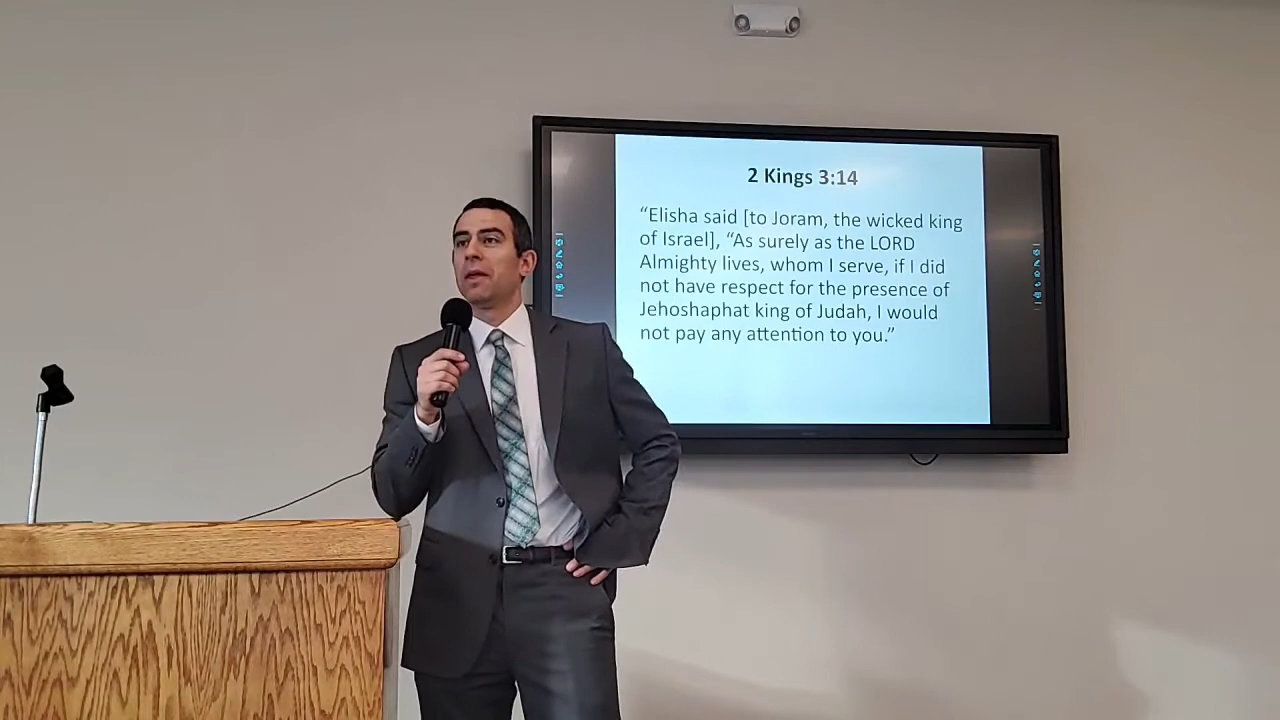 2 Kings 3:14
“Elisha said [to Joram, the wicked king
of Israel], “As surely as the LORD
Almighty lives, whom I serve, if I did
not have respect for the presence of
Jehoshaphat king of Judah, I would
not pay any attention to you.”